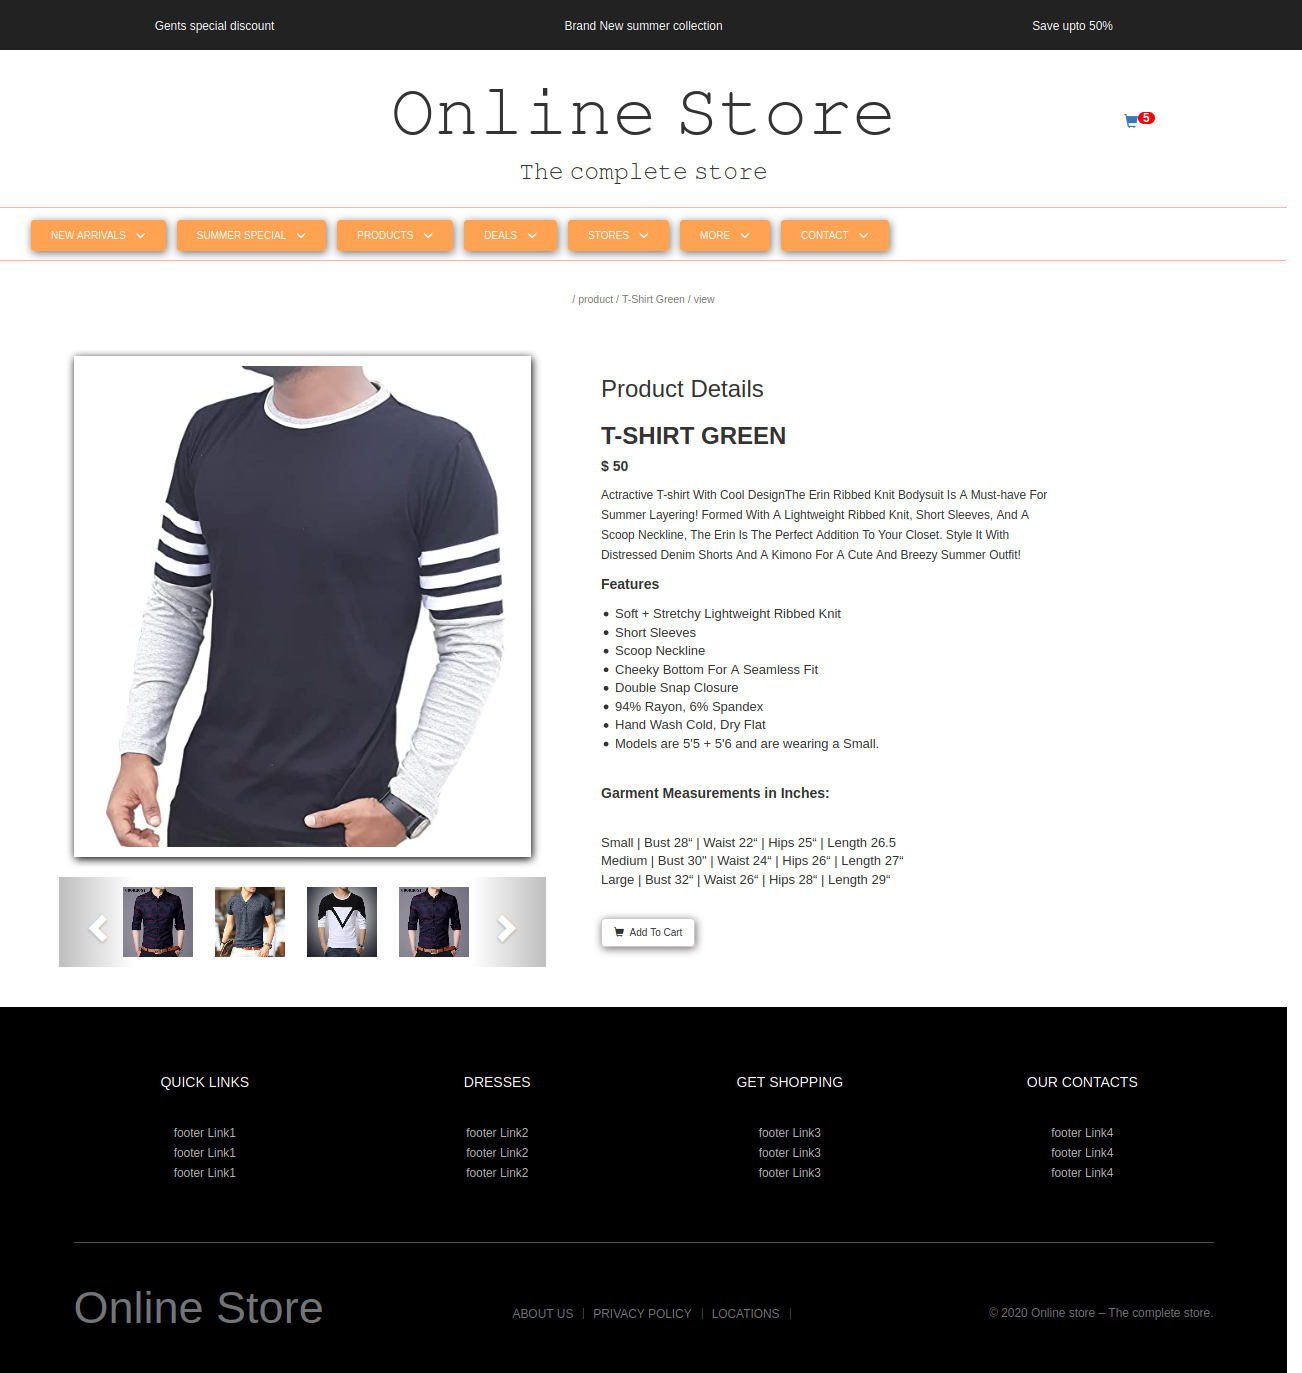 Gents special discount
Brand New summer collection
Save upto 50%
Online Store
5
The complete store
NEW ARRIVALS
SUMMER SPECIAL
PRODUCTS
DEALS
STORES
MORE
CONTACT
/ product / T-Shirt Green / view
Product Details
T-SHIRT GREEN
$ 50
Actractive T-shirt With Cool DesignThe Erin Ribbed Knit Bodysuit Is A Must-have For
Summer Layering! Formed With A Lightweight Ribbed Knit, Short Sleeves, And A
Scoop Neckline, The Erin Is The Perfect Addition To Your Closet. Style It With
Distressed Denim Shorts And A Kimono For A Cute And Breezy Summer Outfit!
Features
• Soft + Stretchy Lightweight Ribbed Knit
• Short Sleeves
• Scoop Neckline
• Cheeky Bottom For A Seamless Fit
• Double Snap Closure
• 94% Rayon, 6% Spandex
• Hand Wash Cold, Dry Flat
• Models are 5'5 + 5'6 and are wearing a Small.
Garment Measurements in Inches:
Small | Bust 28“ | Waist 22“ | Hips 25“ | Length 26.5
Medium | Bust 30" | Waist 24“ | Hips 26“ | Length 27“
Large | Bust 32“ | Waist 26“ | Hips 28“ | Length 29“
Add To Cart
QUICK LINKS
footer Link1
footer Link1
footer Link1
DRESSES
footer Link2
footer Link2
footer Link2
GET SHOPPING
footer Link3
footer Link3
footer Link3
OUR CONTACTS
footer Link4
footer Link4
footer Link4
Online Store
ABOUT US
PRIVACY POLICY
LOCATIONS
© 2020 Online store – The complete store.